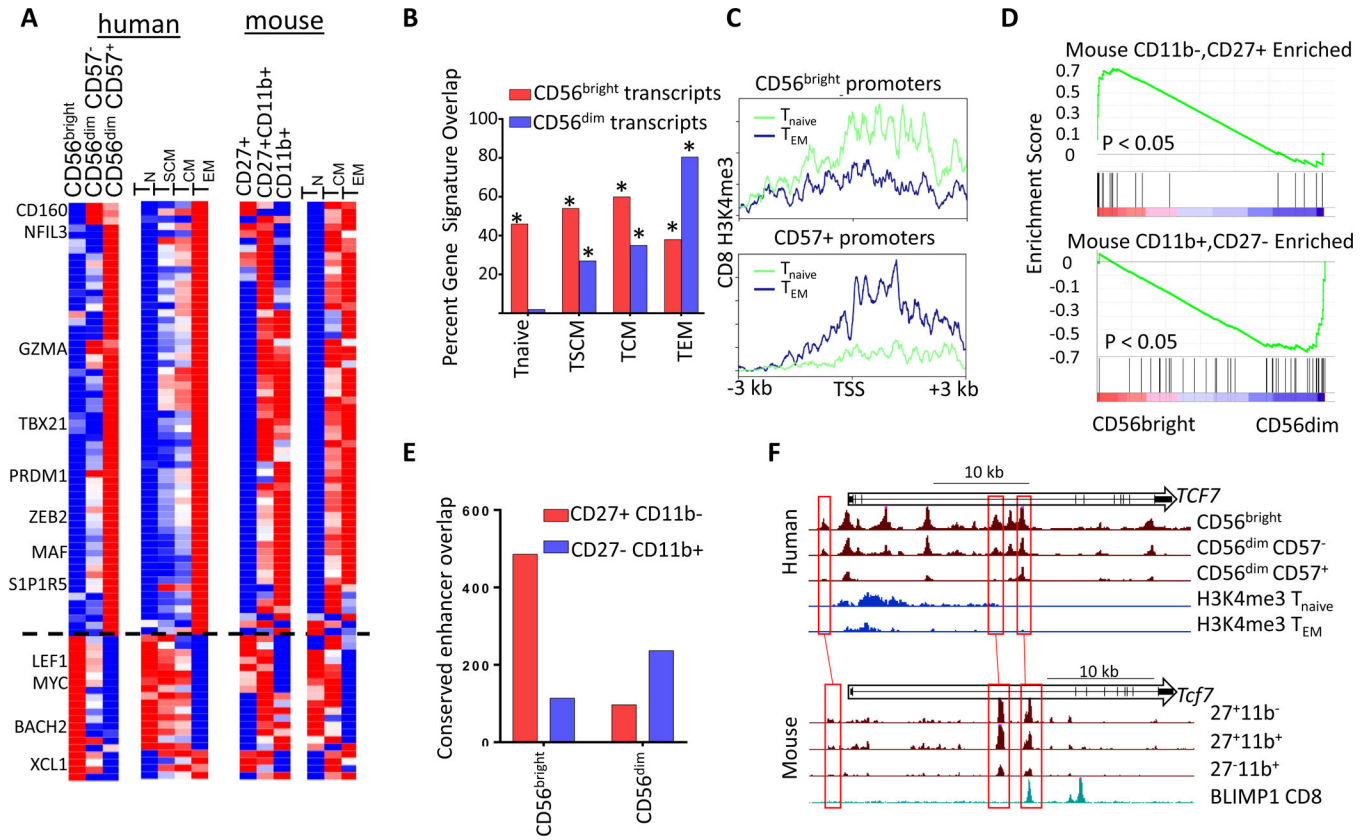 A
human
mouse
CD56bright
CD56dim CD57-
CD56dim CD57+
TN
TSCM
TCM
TEM
CD27+
CD27+CD11b+
CD11b+
TN
TCM
TEM
CD160
NFIL3
GZMA
TBX21
PRDM1
ZEB2
MAF
S1P1R5
LEF1
MYC
BACH2
XCL1
B
CD56bright transcripts
CD56dim transcripts
Percent Gene Signature Overlap
100
80
60
40
20
* * * * * * *
Tnaive
TSCM
TCM
TEM
C
CD56bright promoters
Tnaive
TEM
CD8 H3K4me3
CD57+ promoters
Tnaive
TEM
-3 kb
TSS
+3 kb
D
Mouse CD11b-,CD27+ Enriched
0.7
0.5
0.3
0.1
0
P < 0.05
Enrichment Score
Mouse CD11b+,CD27- Enriched
0
-0.1
-0.3
-0.5
-0.7
P < 0.05
CD56bright
CD56dim
E
CD27+ CD11b-
CD27- CD11b+
Conserved enhancer overlap
600
400
200
0
CD56bright
CD56dim
F
10 kb
TCF7
Human
CD56bright
CD56dim CD57-
CD56dim CD57+
H3K4me3 Tnaive
H3K4me3 TEM
10 kb
Tcf7
Mouse
27+11b-
27+11b+
27-11b+
BLIMP1 CD8